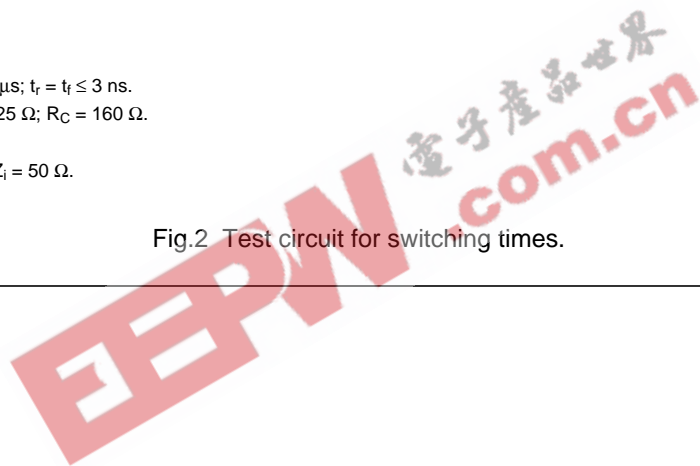 μs; tr = tf ≤ 3 ns.
25 Ω; RC = 160 Ω.
Zi = 50 Ω.
Fig.2 Test circuit for switching times.
EEPW .com.cn
电子产品世界